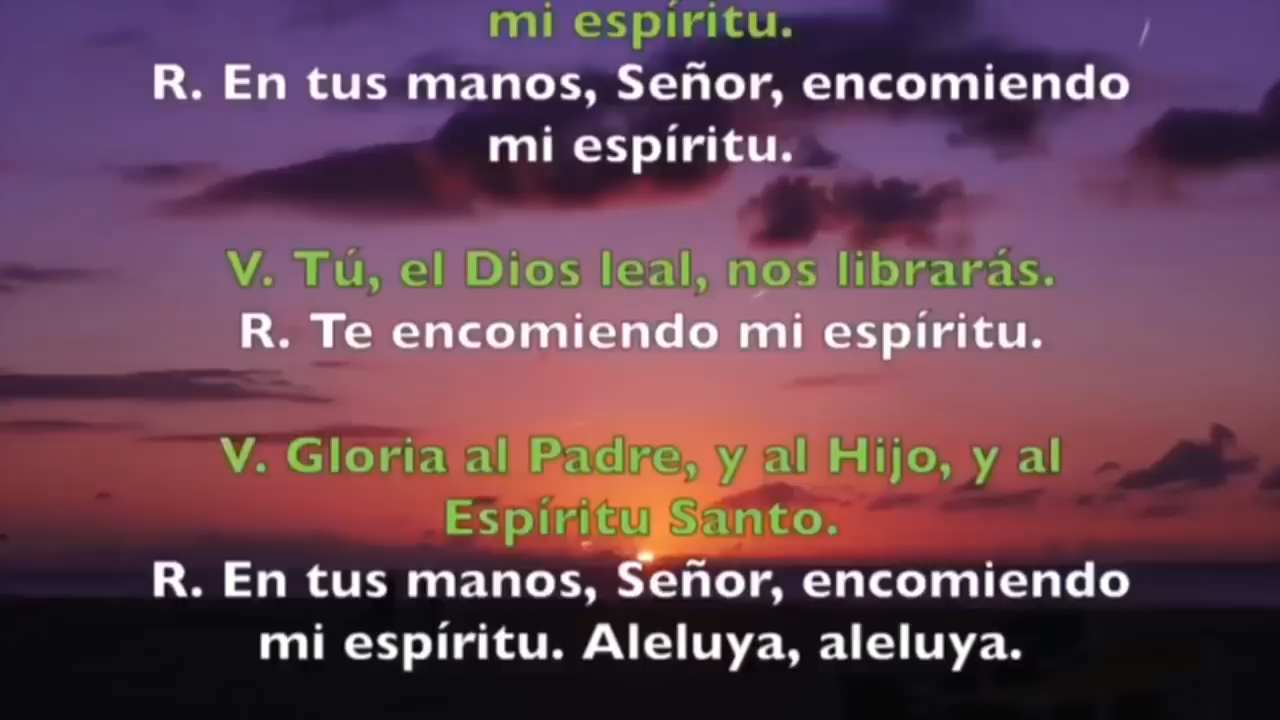 mi espíritu.
R. En tus manos, Señor, encomiendo
mi espíritu.
V. Tú, el Dios leal, nos librarás.
R. Te encomiendo mi espíritu.
V. Gloria al Padre, y al Hijo, y al
Espíritu Santo.
R. En tus manos, Señor, encomiendo
mi espíritu. Aleluya, aleluya.